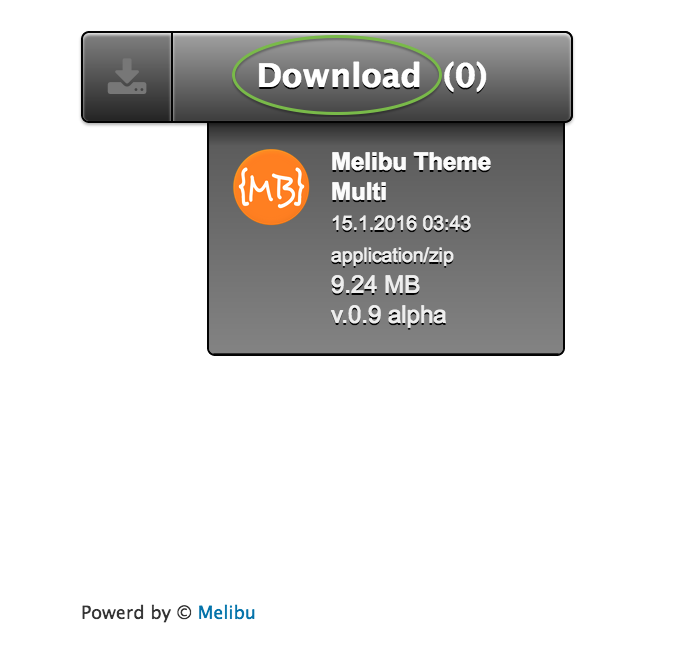 Download (0)
{MB}
Melibu Theme
Multi
15.1.2016 03:43
application/zip
9.24 MB
v.0.9 alpha
Powerd by © Melibu